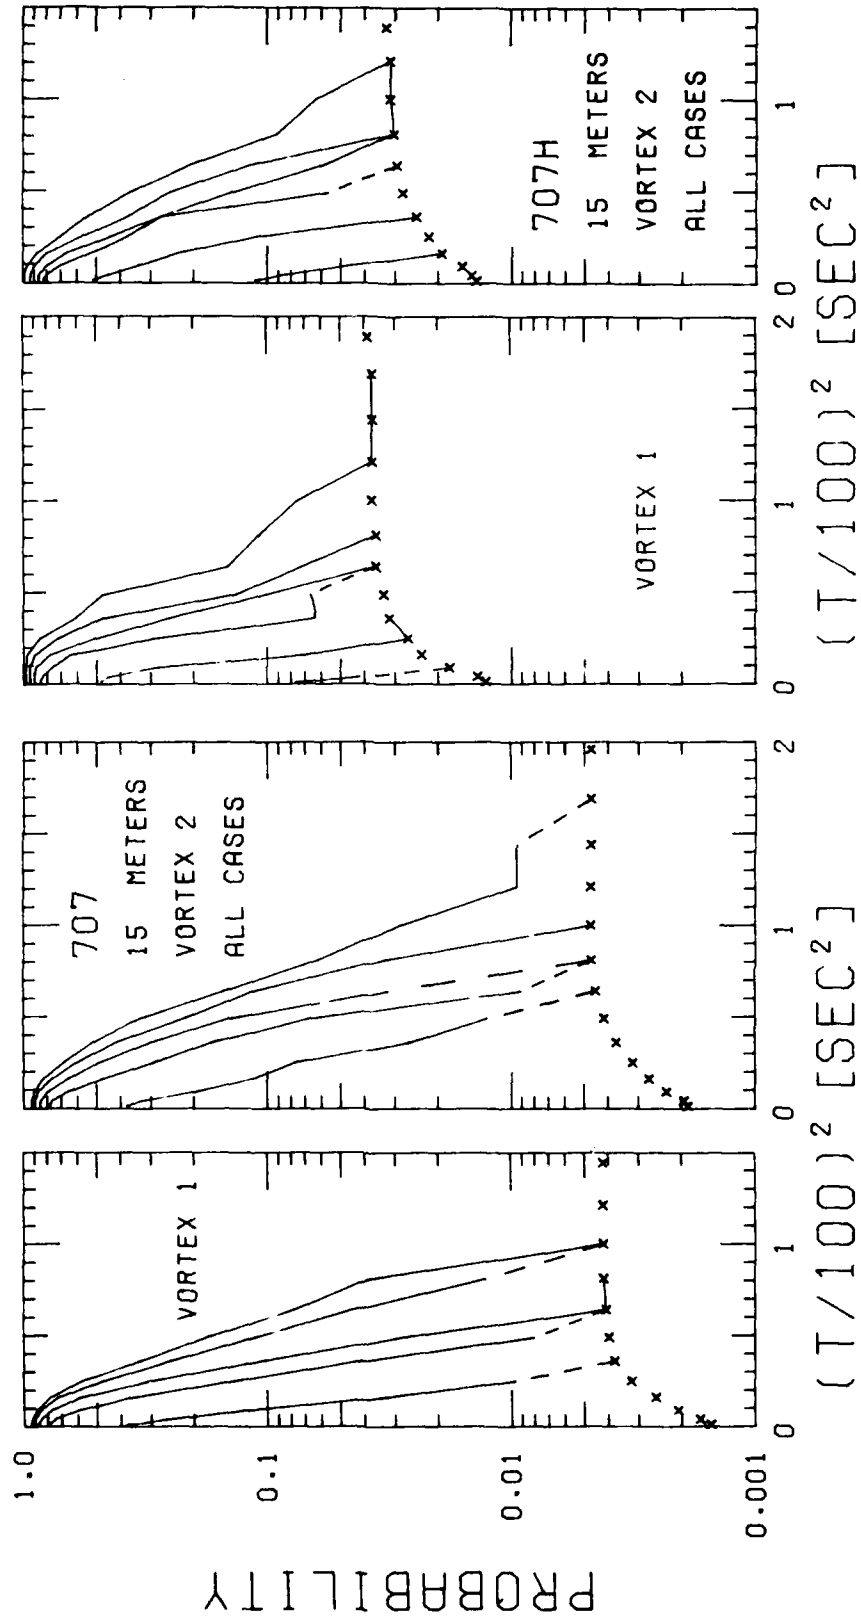 PROBABILITY
1.0
0.1
0.01
0.001
VORTEX 1
0
1
707
15 METERS
VORTEX 2
ALL CASES
0
1
2
(T/100)² [SEC²]
VORTEX 1
0
1
2
707H
15 METERS
VORTEX 2
ALL CASES
0
1
(T/100)² [SEC²]